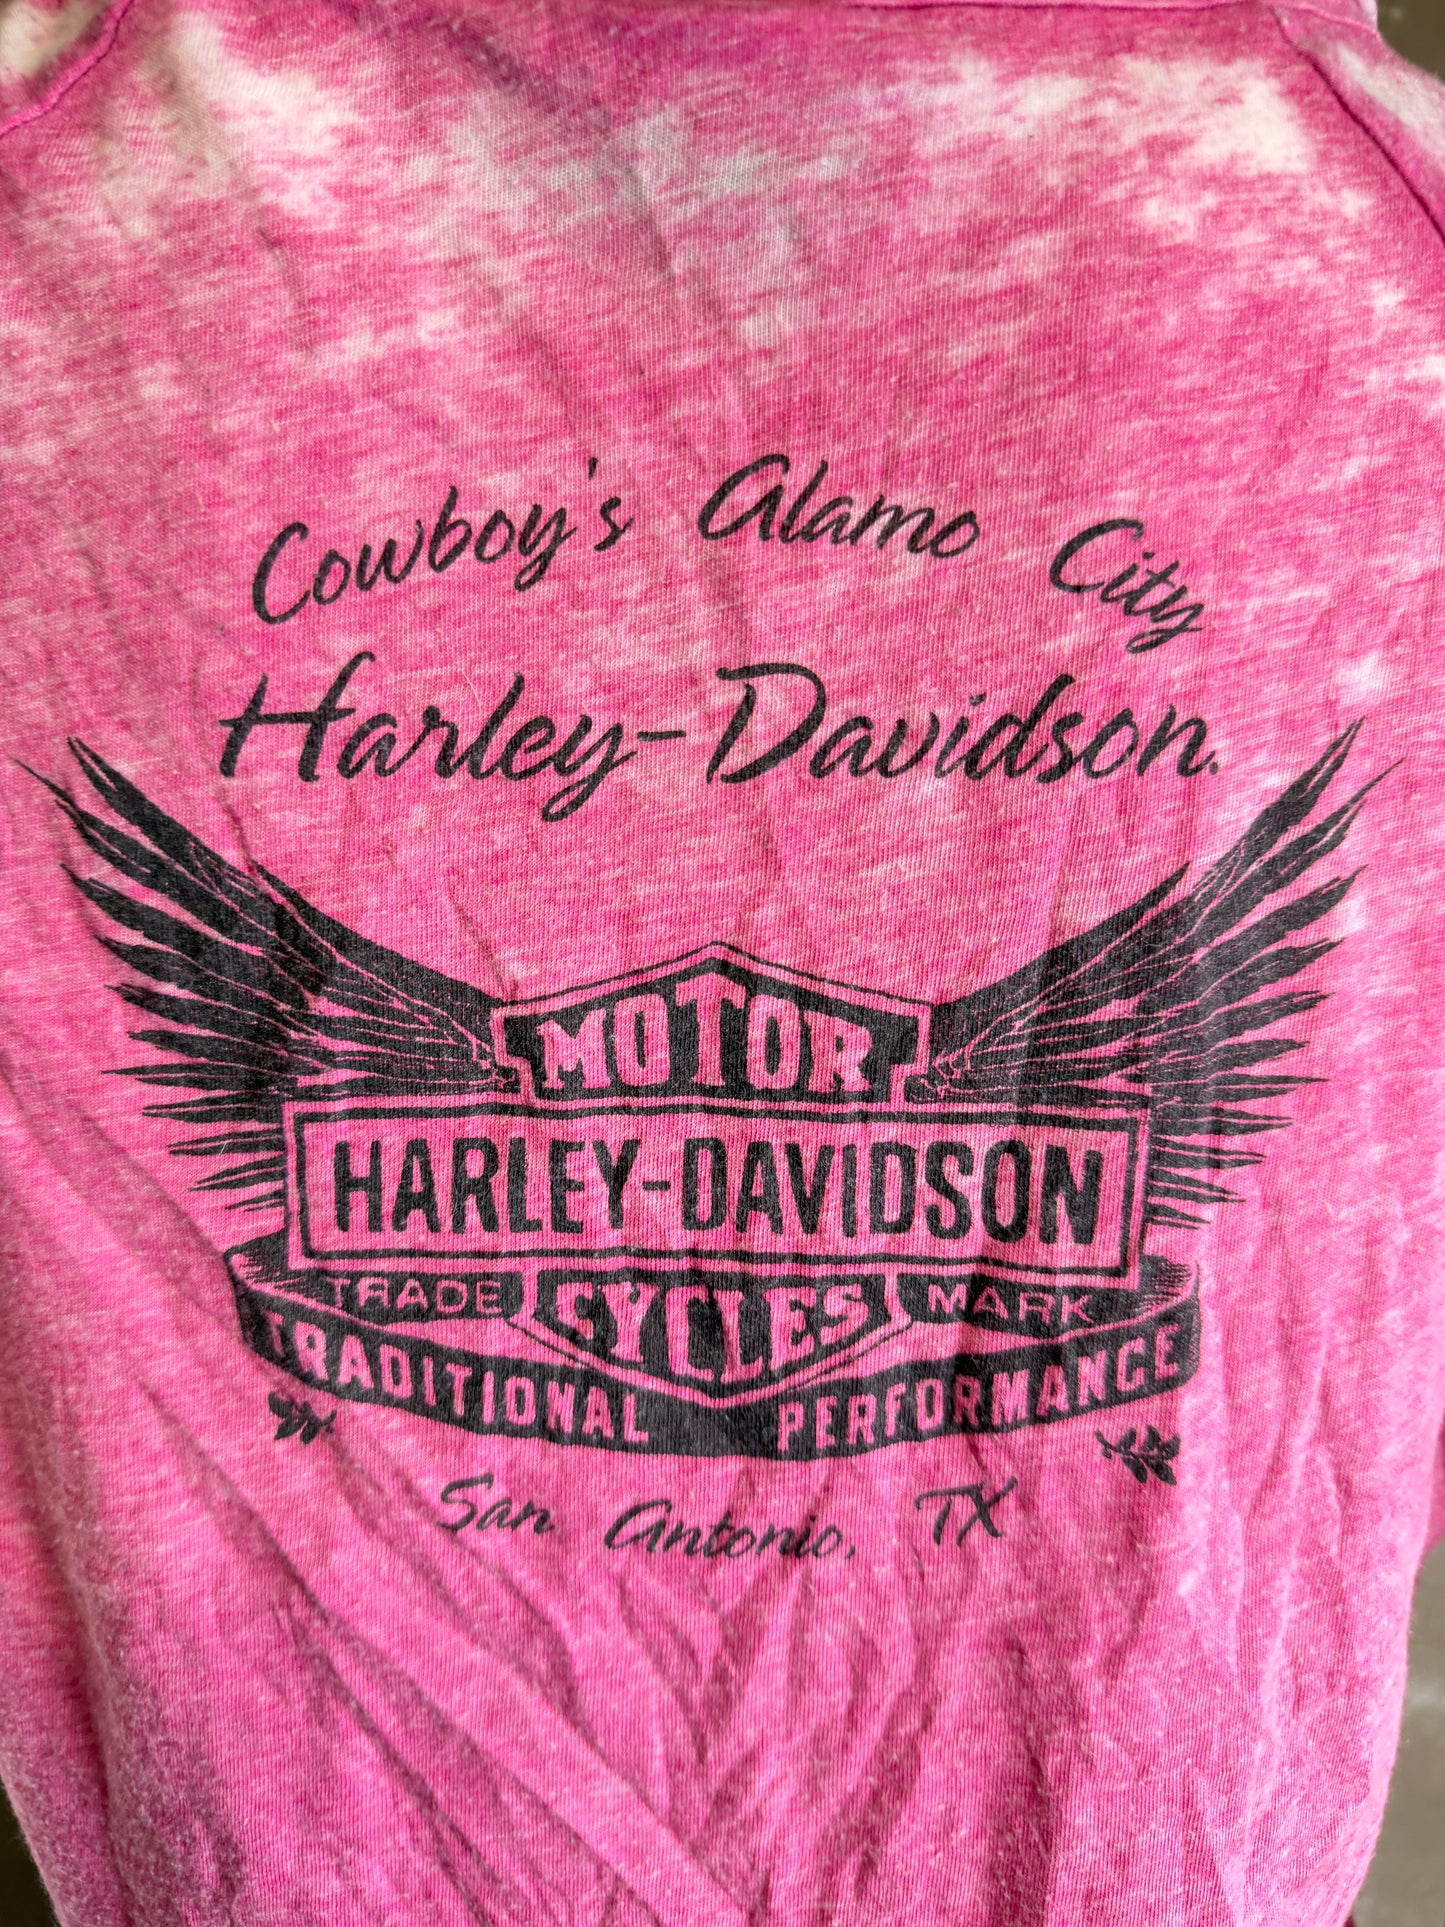 Cowboy's Alamo City
Harley-Davidson.
MOTOR
HARLEY-DAVIDSON
TRADE CYCLES MARK
TRADITIONAL PERFORMANCE
San Antonio, TX